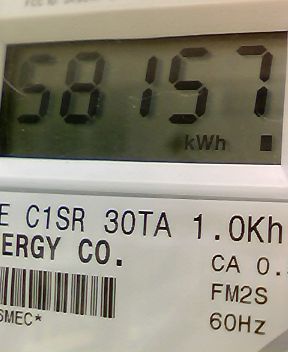 58157
kWh
E C1SR 30TA 1.0Kh
ERGY CO.
CA 0.
FM2S
SMEC*
60Hz